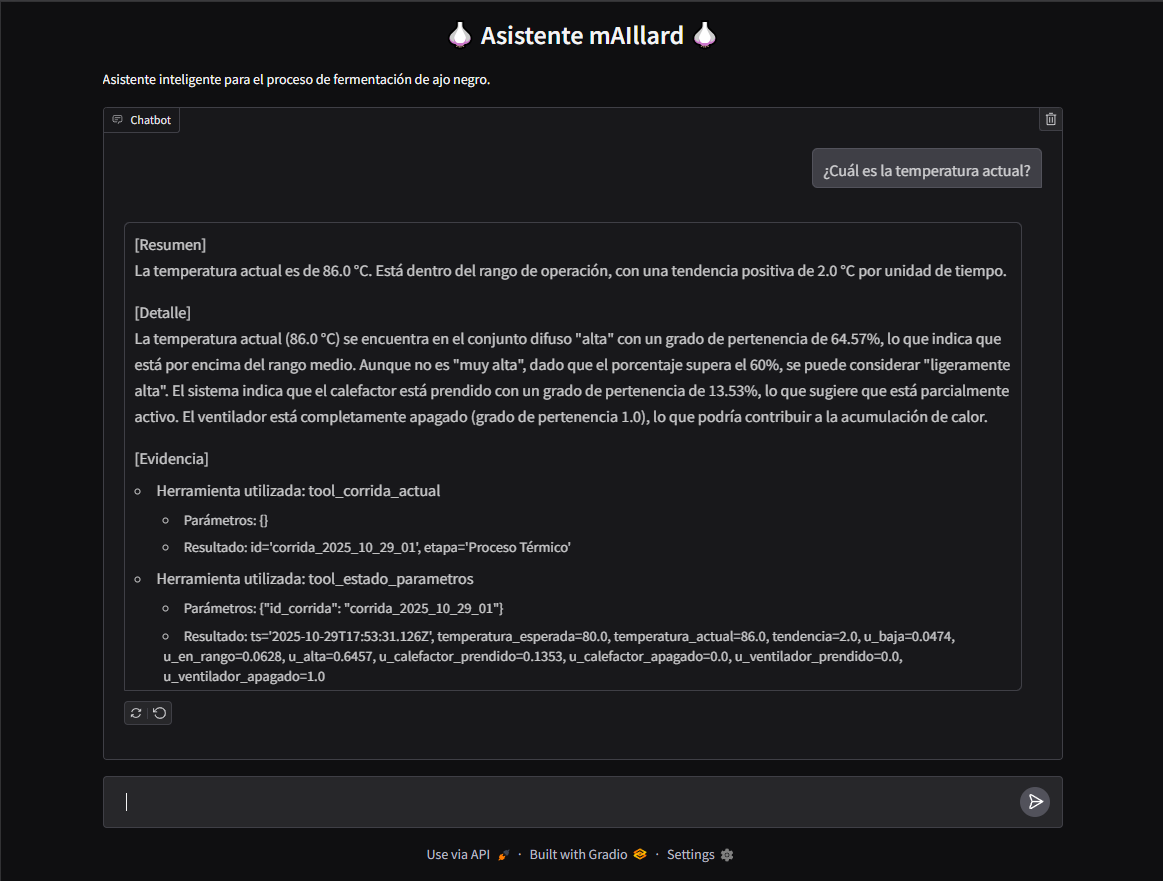 🧄 Asistente mAIllard 🧄
Asistente inteligente para el proceso de fermentación de ajo negro.
Chatbot
¿Cuál es la temperatura actual?
[Resumen]
La temperatura actual es de 86.0 °C. Está dentro del rango de operación, con una tendencia positiva de 2.0 °C por unidad de tiempo.
[Detalle]
La temperatura actual (86.0 °C) se encuentra en el conjunto difuso "alta" con un grado de pertenencia de 64.57%, lo que indica que
está por encima del rango medio. Aunque no es "muy alta", dado que el porcentaje supera el 60%, se puede considerar "ligeramente
alta". El sistema indica que el calefactor está prendido con un grado de pertenencia de 13.53%, lo que sugiere que está parcialmente
activo. El ventilador está completamente apagado (grado de pertenencia 1.0), lo que podría contribuir a la acumulación de calor.
[Evidencia]
Herramienta utilizada: tool_corrida_actual
Parámetros: {}
Resultado: id='corrida_2025_10_29_01', etapa='Proceso Térmico'
Herramienta utilizada: tool_estado_parametros
Parámetros: {"id_corrida": "corrida_2025_10_29_01"}
Resultado: ts='2025-10-29T17:53:31.126Z', temperatura_esperada=80.0, temperatura_actual=86.0, tendencia=2.0, u_baja=0.0474,
u_en_rango=0.0628, u_alta=0.6457, u_calefactor_prendido=0.1353, u_calefactor_apagado=0.0, u_ventilador_prendido=0.0,
u_ventilador_apagado=1.0
Use via API 🚀 · Built with Gradio · Settings ⚙️